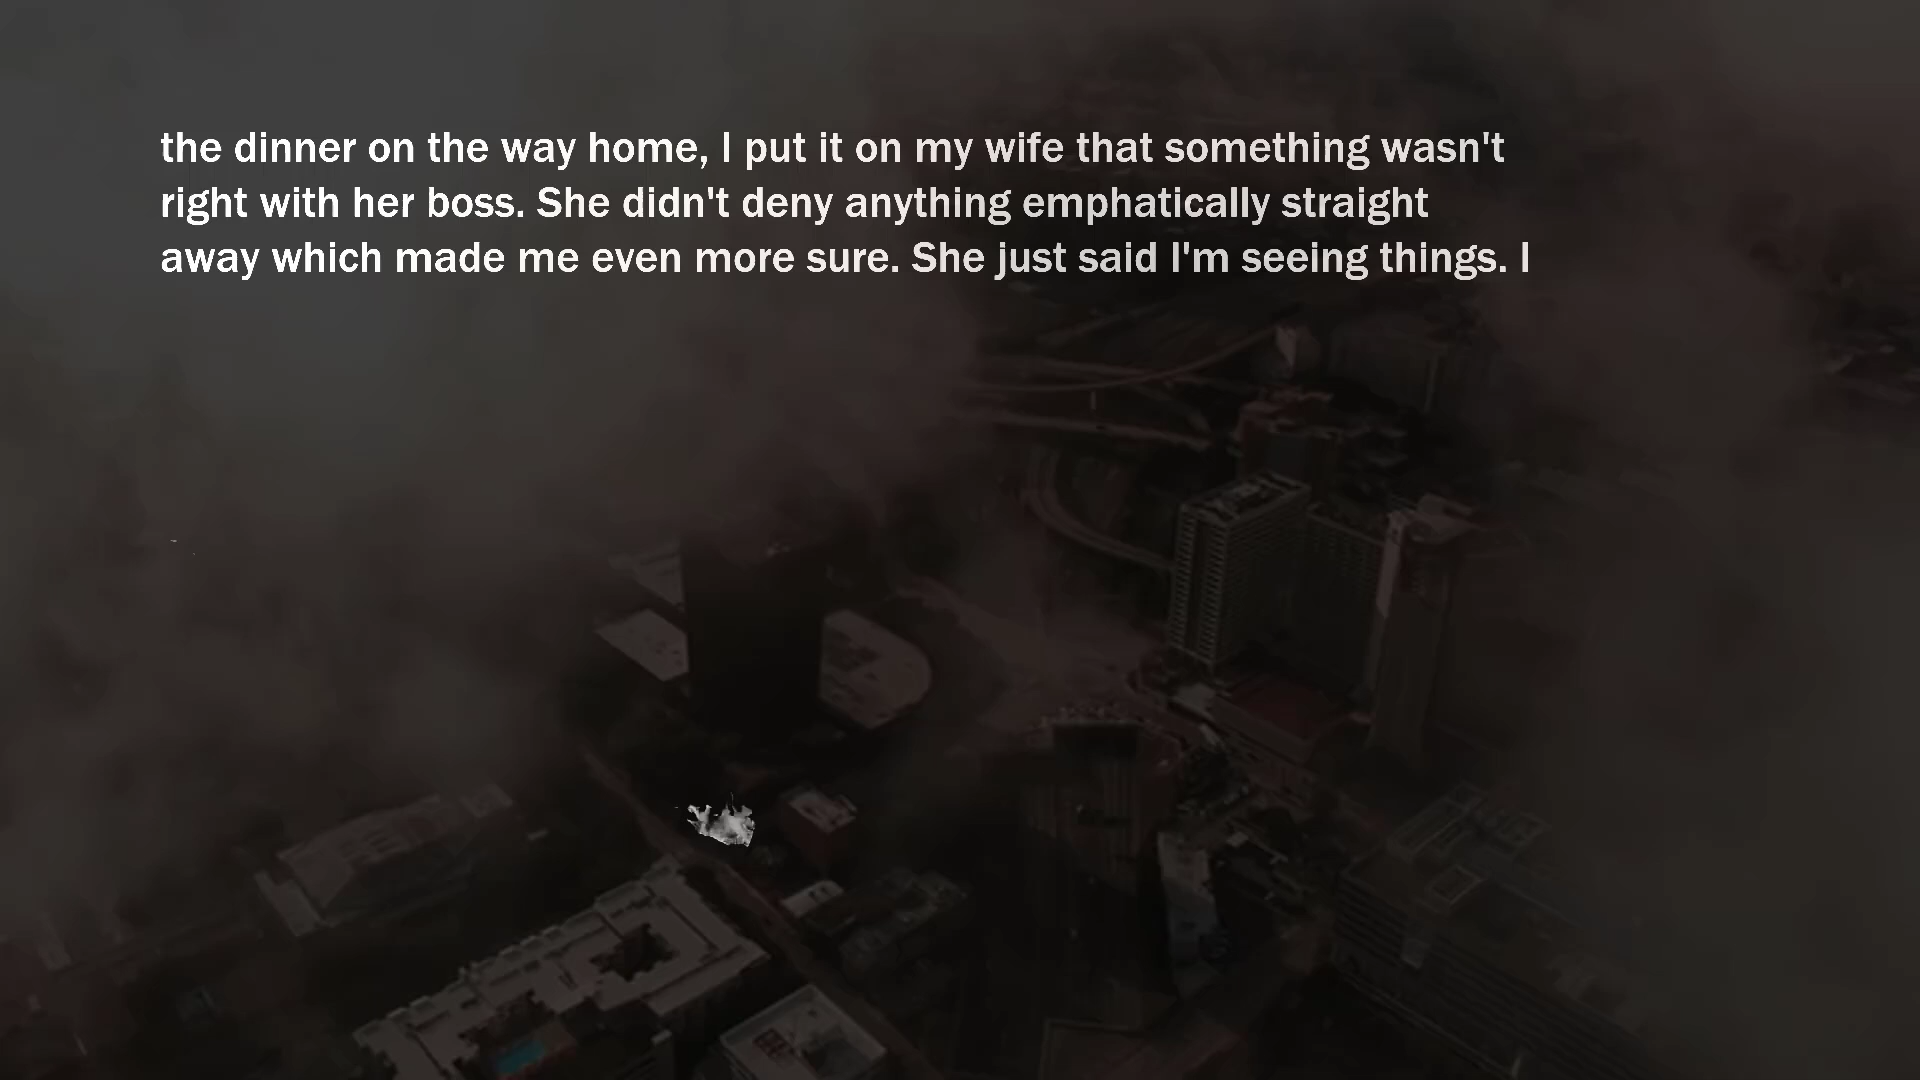 the dinner on the way home, I put it on my wife that something wasn't
right with her boss. She didn't deny anything emphatically straight
away which made me even more sure. She just said I'm seeing things. I